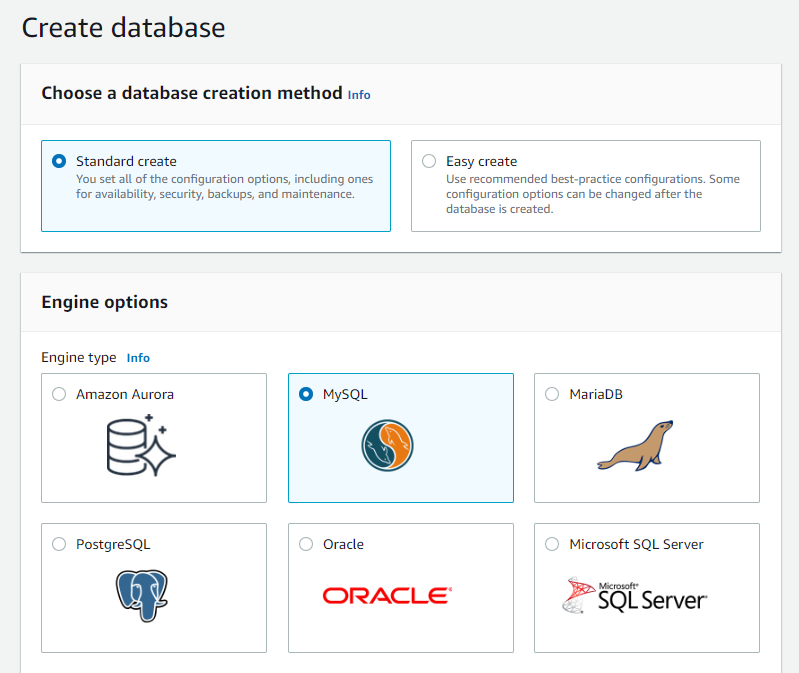 Create database
Choose a database creation method Info
Standard create
You set all of the configuration options, including ones
for availability, security, backups, and maintenance.
Easy create
Use recommended best-practice configurations. Some
configuration options can be changed after the
database is created.
Engine options
Engine type Info
Amazon Aurora
MySQL
MariaDB
PostgreSQL
Oracle
ORACLE
Microsoft SQL Server
Microsoft®
SQL Server®